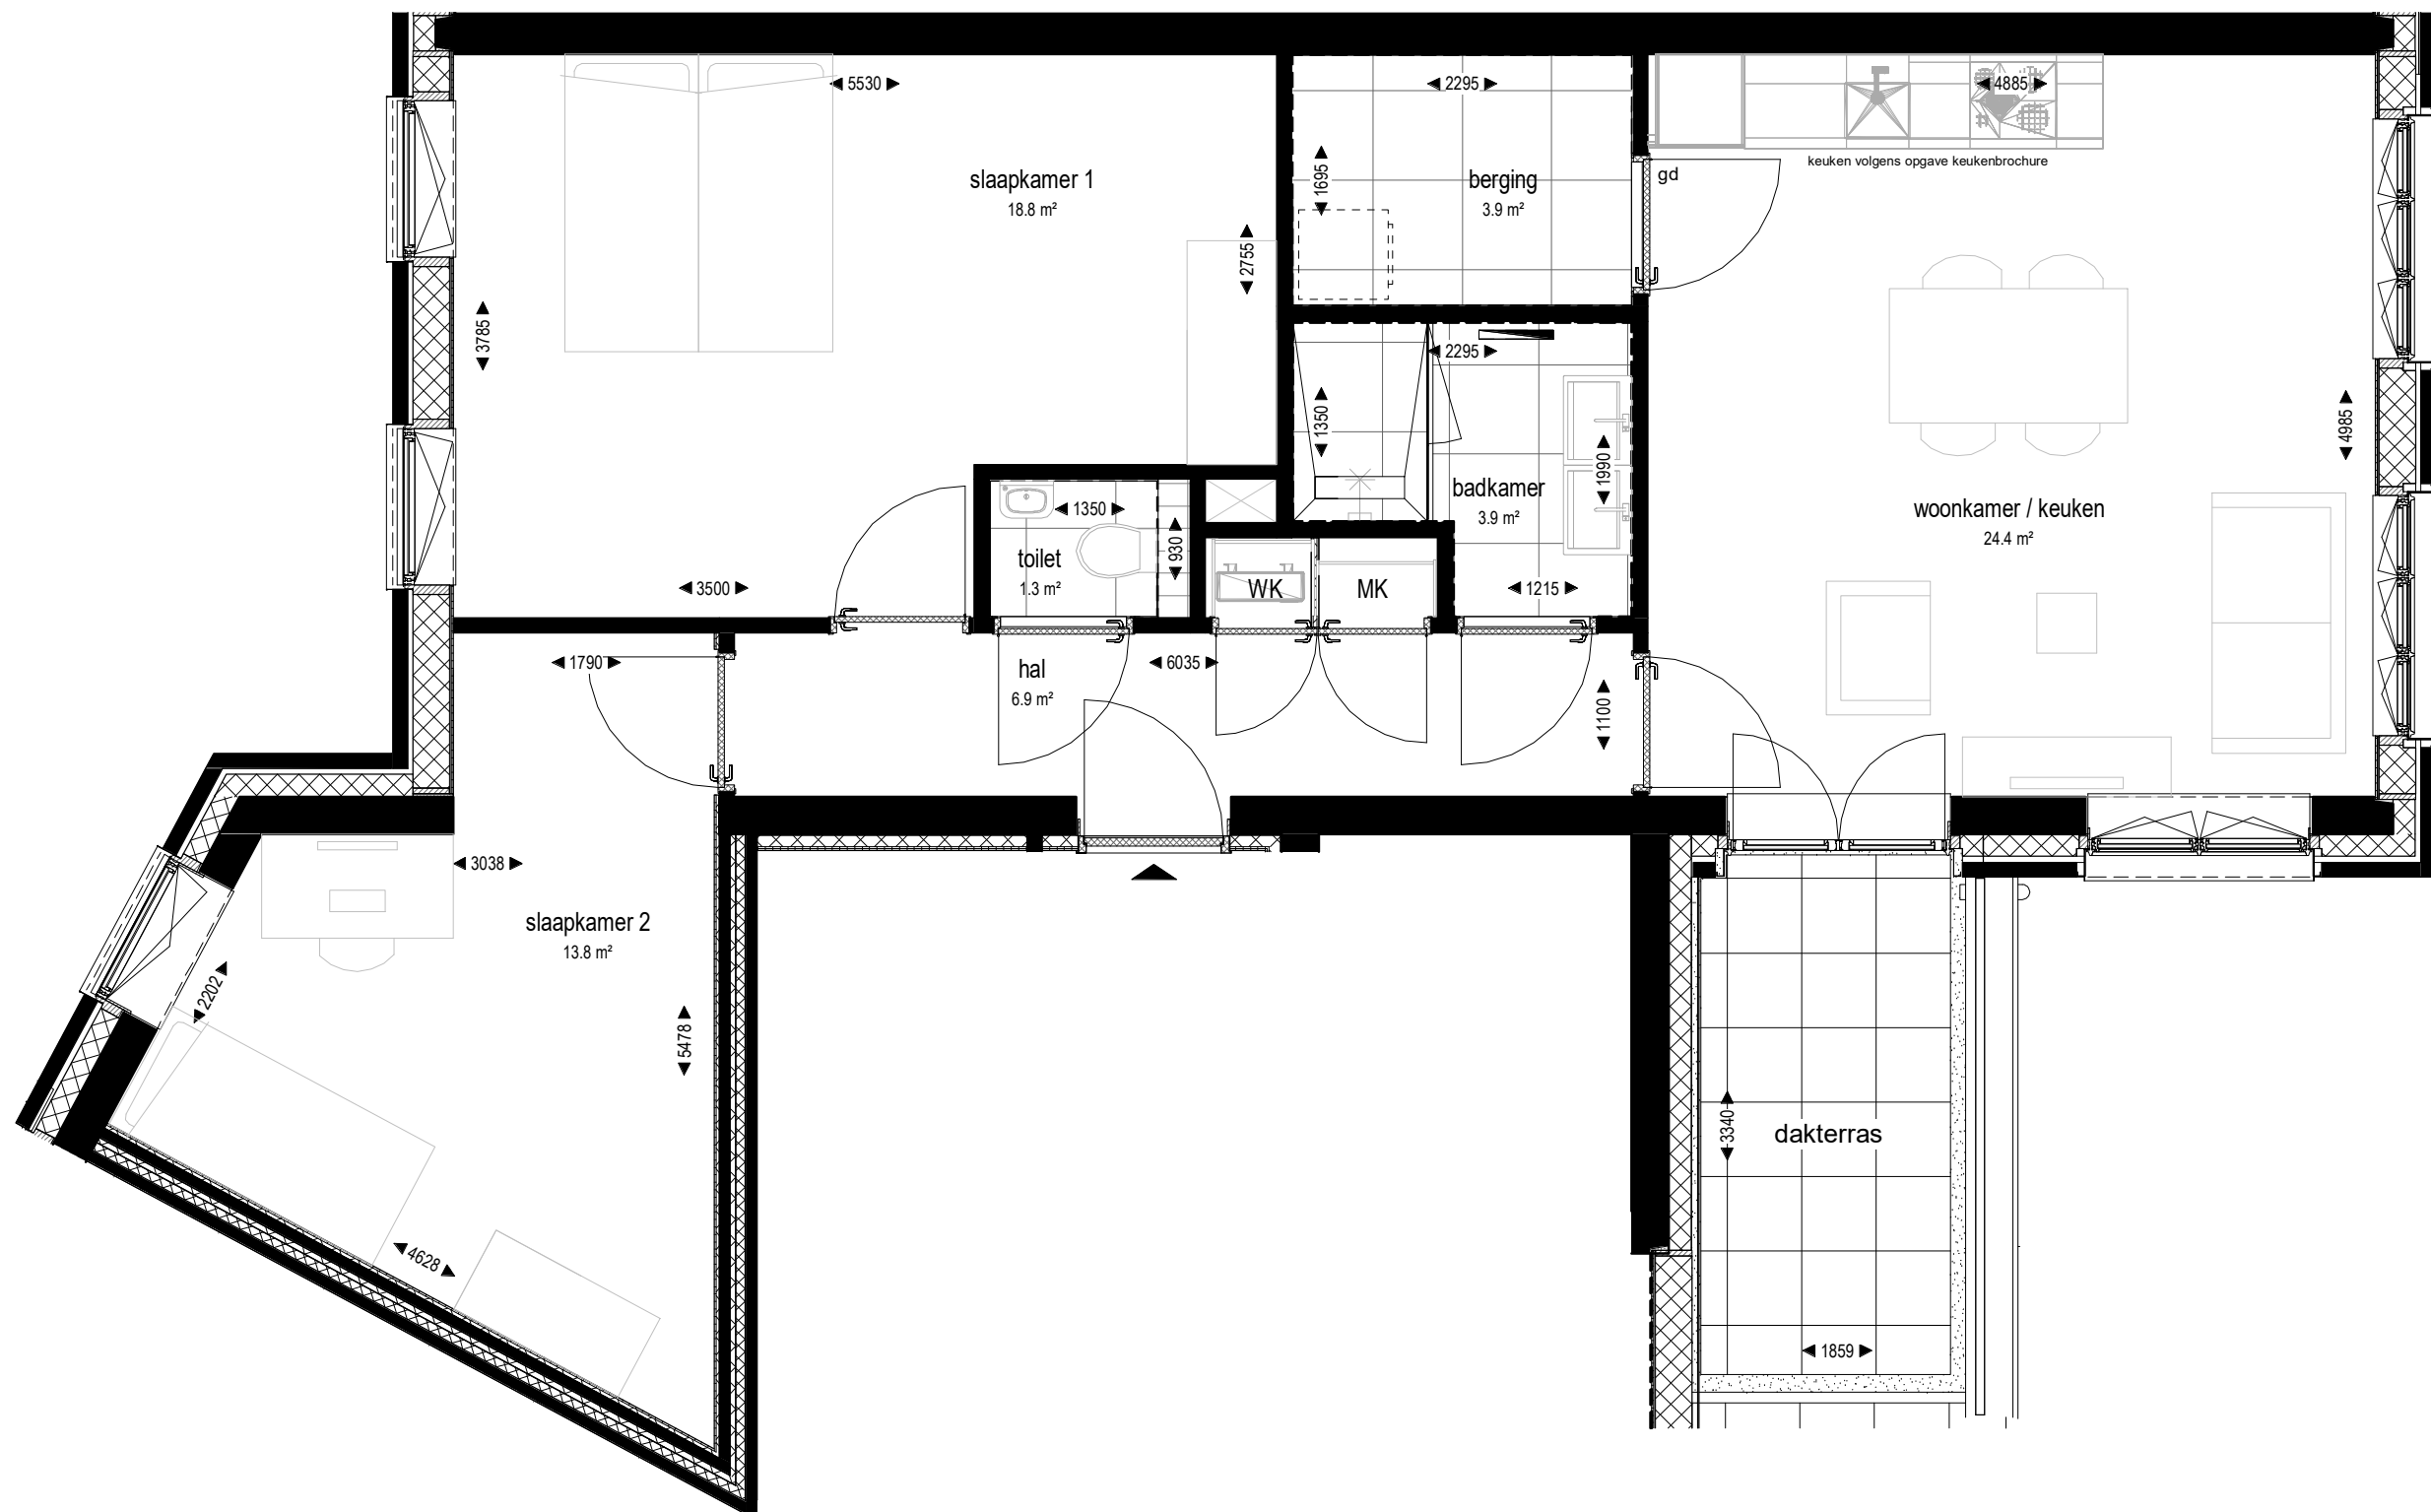 5530
2295
4885
keuken volgens opgave keukenbrochure
slaapkamer 1
18.8 m²
1695
berging
3.9 m²
gd
2755
3785
2295
1350
1990
4985
badkamer
3.9 m²
woonkamer / keuken
24.4 m²
1350
930
toilet
1.3 m²
3500
WK
MK
1215
1790
hal
6.9 m²
6035
1100
3038
slaapkamer 2
13.8 m²
2202
5478
4628
3340
dakterras
1859